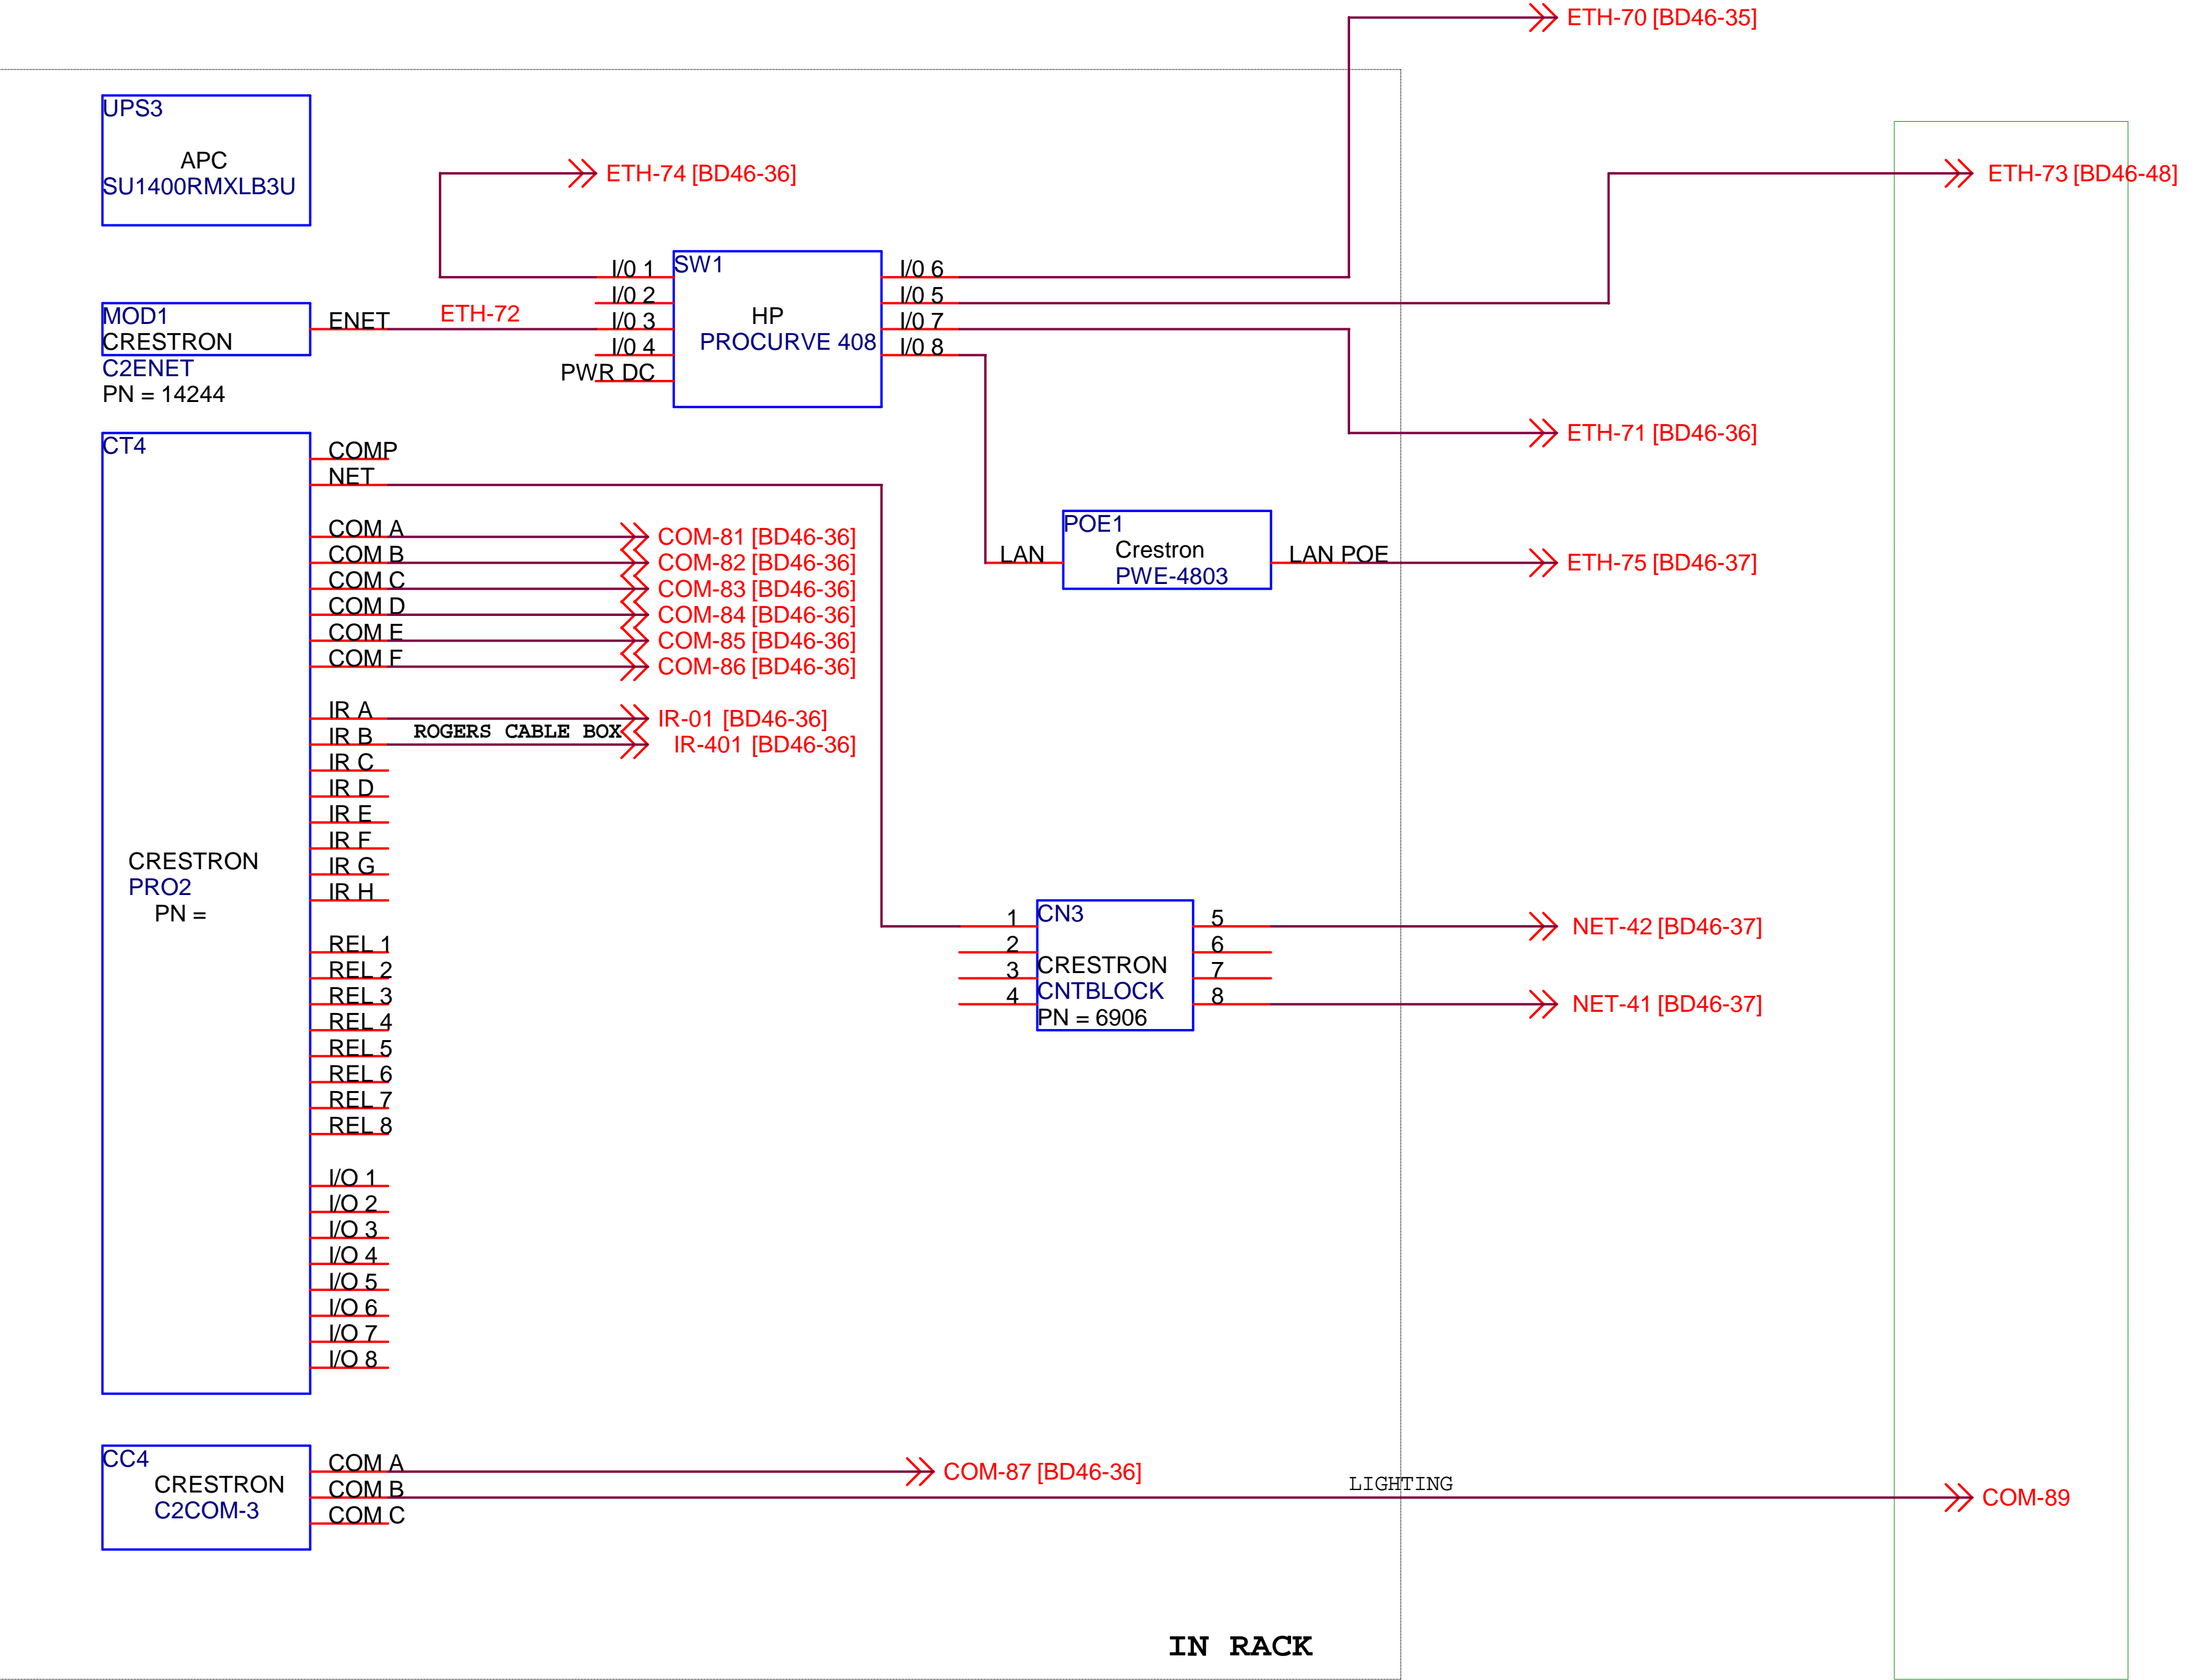 ETH-70 [BD46-35]
UPS3
APC
SU1400RMXLB3U
ETH-74 [BD46-36]
ETH-73 [BD46-48]
SW1
HP
PROCURVE 408
I/0 1
I/0 2
I/0 3
I/0 4
PWR DC
I/0 6
I/0 5
I/0 7
I/0 8
MOD1
CRESTRON
C2ENET
PN = 14244
ENET
ETH-72
ETH-71 [BD46-36]
CT4
CRESTRON
PRO2
PN =
COMP
NET
COM A
COM B
COM C
COM D
COM E
COM F
COM-81 [BD46-36]
COM-82 [BD46-36]
COM-83 [BD46-36]
COM-84 [BD46-36]
COM-85 [BD46-36]
COM-86 [BD46-36]
POE1
Crestron
PWE-4803
LAN
LAN POE
ETH-75 [BD46-37]
IR A
IR B
IR C
IR D
IR E
IR F
IR G
IR H
ROGERS CABLE BOX
IR-01 [BD46-36]
IR-401 [BD46-36]
REL 1
REL 2
REL 3
REL 4
REL 5
REL 6
REL 7
REL 8
I/O 1
I/O 2
I/O 3
I/O 4
I/O 5
I/O 6
I/O 7
I/O 8
CN3
CRESTRON
CNTBLOCK
PN = 6906
1
2
3
4
5
6
7
8
NET-42 [BD46-37]
NET-41 [BD46-37]
CC4
CRESTRON
C2COM-3
COM A
COM B
COM C
COM-87 [BD46-36]
LIGHTING
COM-89
IN RACK